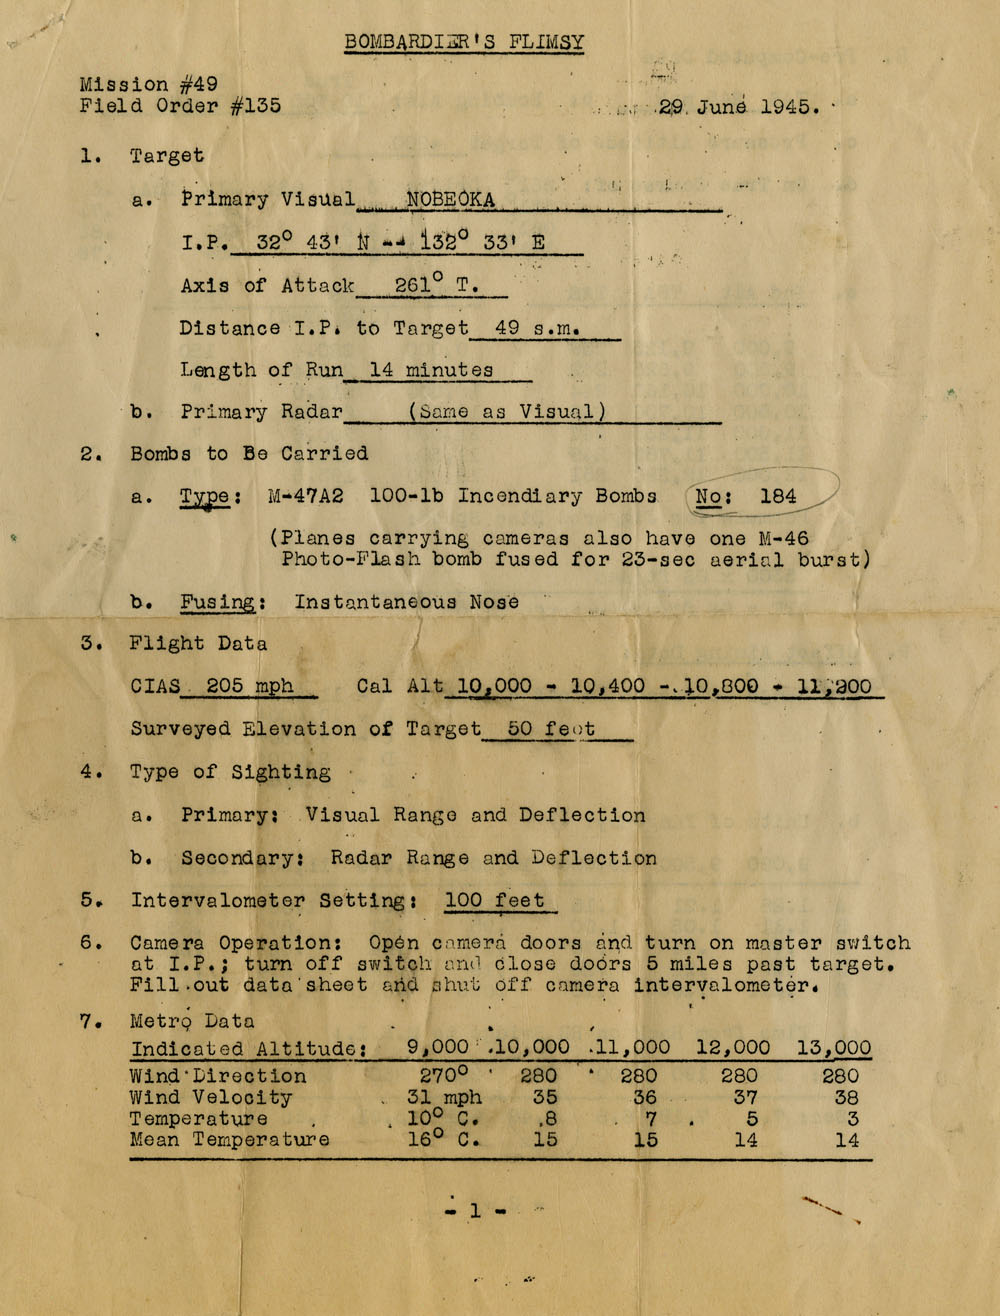 BOMBARDIER'S FLIMSY
Mission #49
Field Order #135 29 June 1945.
1. Target
a. Primary Visual NOBEOKA
I.P. 32° 43' N -- 132° 33' E
Axis of Attack 261° T.
Distance I.P. to Target 49 s.m.
Length of Run 14 minutes
b. Primary Radar (Same as Visual)
2. Bombs to Be Carried
a. Type: M-47A2 100-lb Incendiary Bombs No: 184
(Planes carrying cameras also have one M-46
Photo-Flash bomb fused for 23-sec aerial burst)
b. Fusing: Instantaneous Nose
3. Flight Data
CIAS 205 mph Cal Alt 10,000 - 10,400 - 10,800 - 11,200
Surveyed Elevation of Target 50 feet
4. Type of Sighting
a. Primary: Visual Range and Deflection
b. Secondary: Radar Range and Deflection
5. Intervalometer Setting: 100 feet
6. Camera Operation: Open camera doors and turn on master switch
at I.P.; turn off switch and close doors 5 miles past target.
Fill out data sheet and shut off camera intervalometer.
7. Metro Data
Indicated Altitude: 9,000 10,000 11,000 12,000 13,000
Wind Direction 270° 280 280 280 280
Wind Velocity 31 mph 35 36 37 38
Temperature 10° C. 8 7 5 3
Mean Temperature 16° C. 15 15 14 14
- 1 -